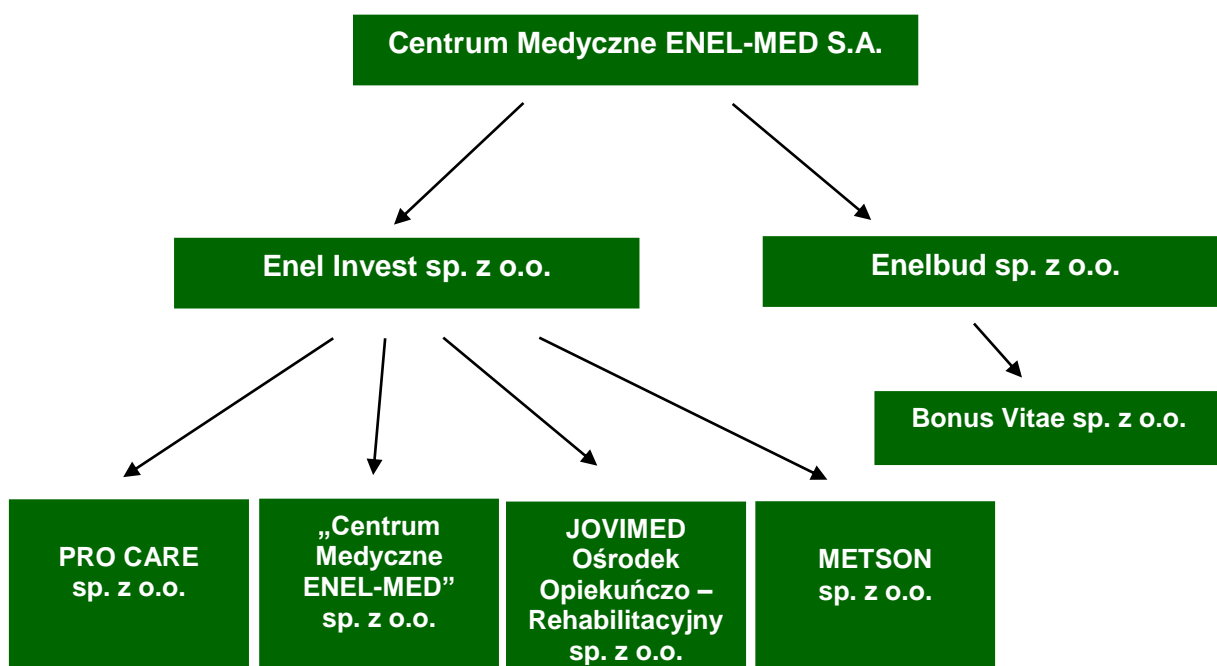 Centrum Medyczne ENEL-MED S.A.
Enel Invest sp. z o.o.
Enelbud sp. z o.o.
Bonus Vitae sp. z o.o.
PRO CARE
sp. z o.o.
„Centrum
Medyczne
ENEL-MED”
sp. z o.o.
JOVIMED
Ośrodek
Opiekuńczo –
Rehabilitacyjny
sp. z o.o.
METSON
sp. z o.o.